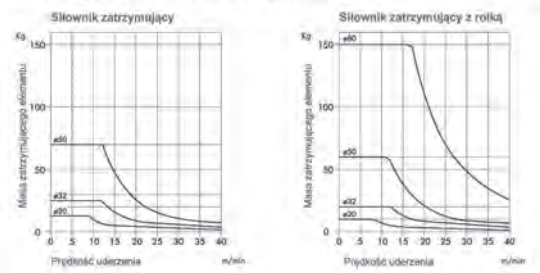 Siłownik zatrzymujący
Kg
150
100
50
0
ø50
ø32
ø20
Masa zatrzymującego elementu
0 5 10 15 20 25 30 35 40
Prędkość uderzenia m/min
Siłownik zatrzymujący z rolką
Kg
150
100
50
0
ø80
ø50
ø32
ø20
Masa zatrzymującego elementu
0 5 10 15 20 25 30 35 40
Prędkość uderzenia m/min